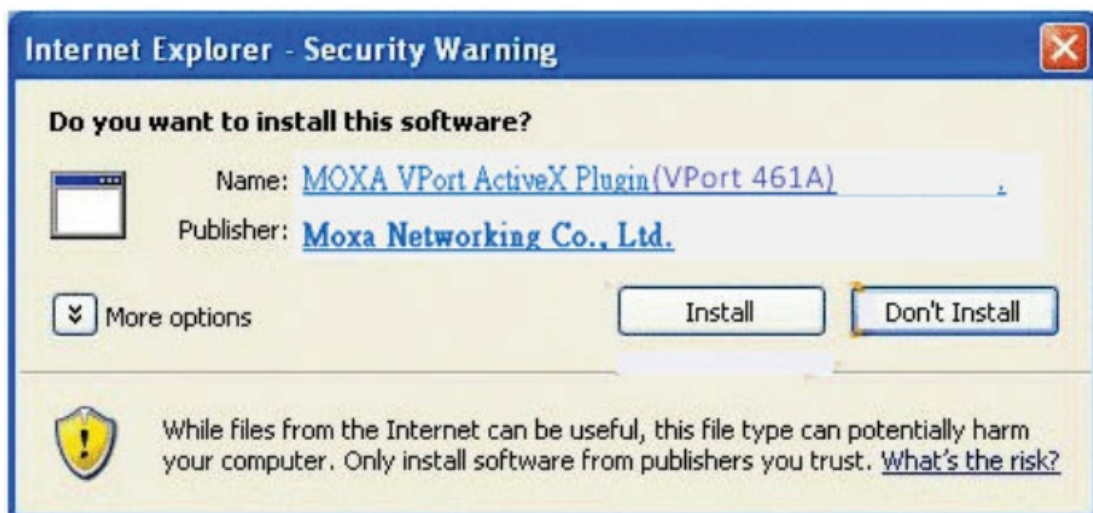 Internet Explorer - Security Warning
Do you want to install this software?
Name: MOXA VPort ActiveX Plugin(VPort 461A) .
Publisher: Moxa Networking Co., Ltd.
More options
Install
Don't Install
While files from the Internet can be useful, this file type can potentially harm
your computer. Only install software from publishers you trust. What's the risk?